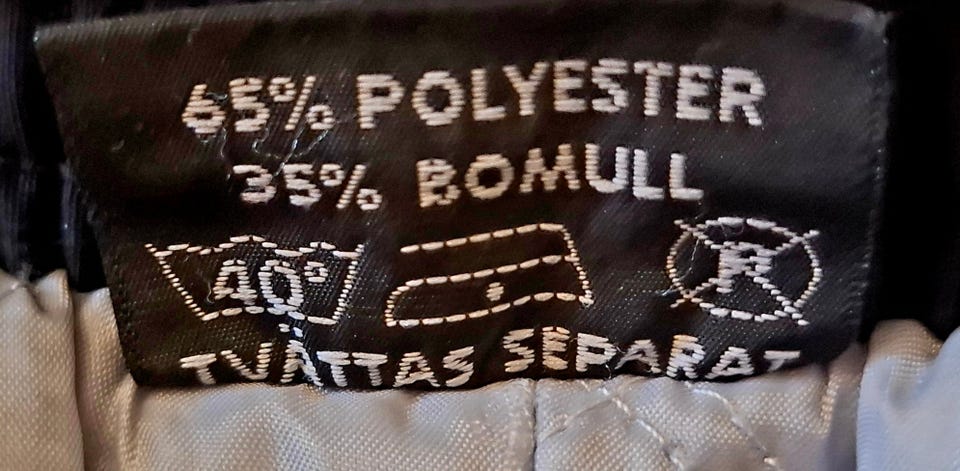 65% POLYESTER
35% BOMULL
40° R
TVÄTTAS SEPARAT